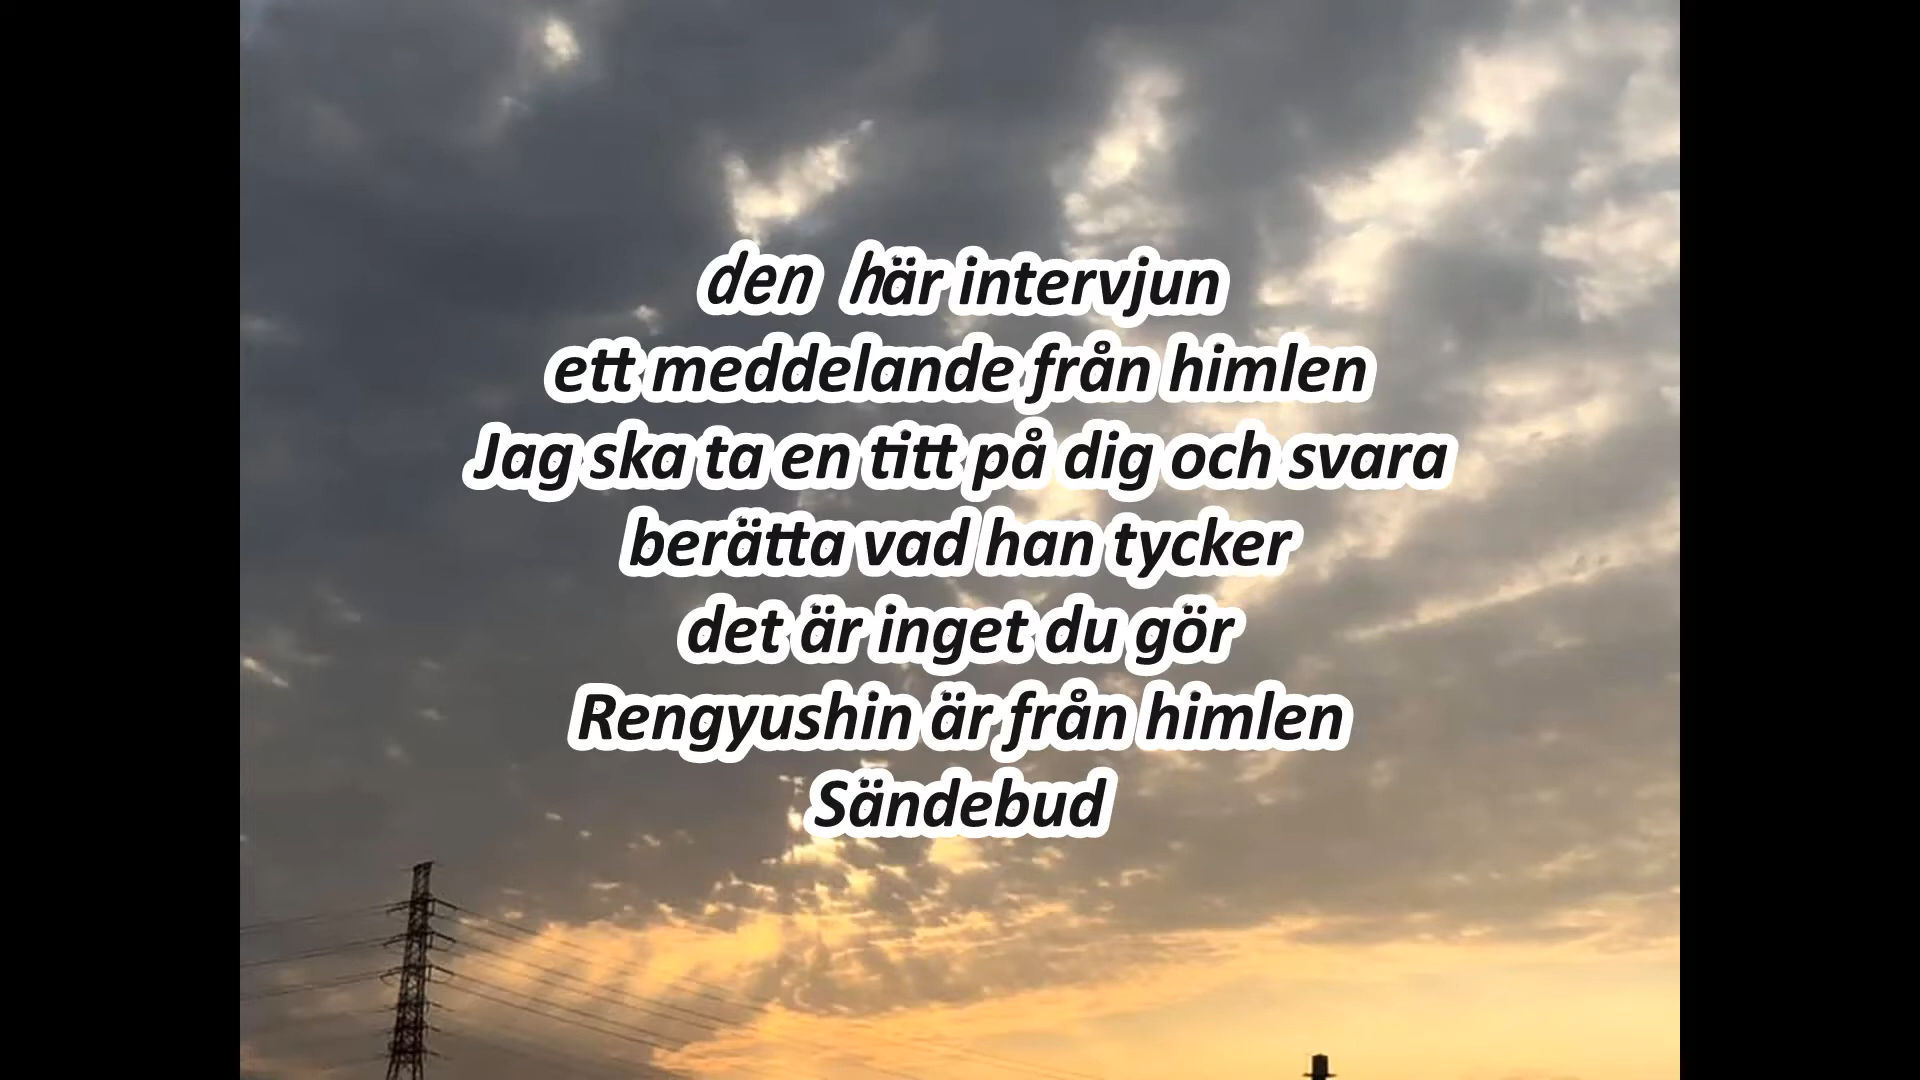 den här intervjun
ett meddelande från himlen
Jag ska ta en titt på dig och svara
berätta vad han tycker
det är inget du gör
Rengyushin är från himlen
Sändebud